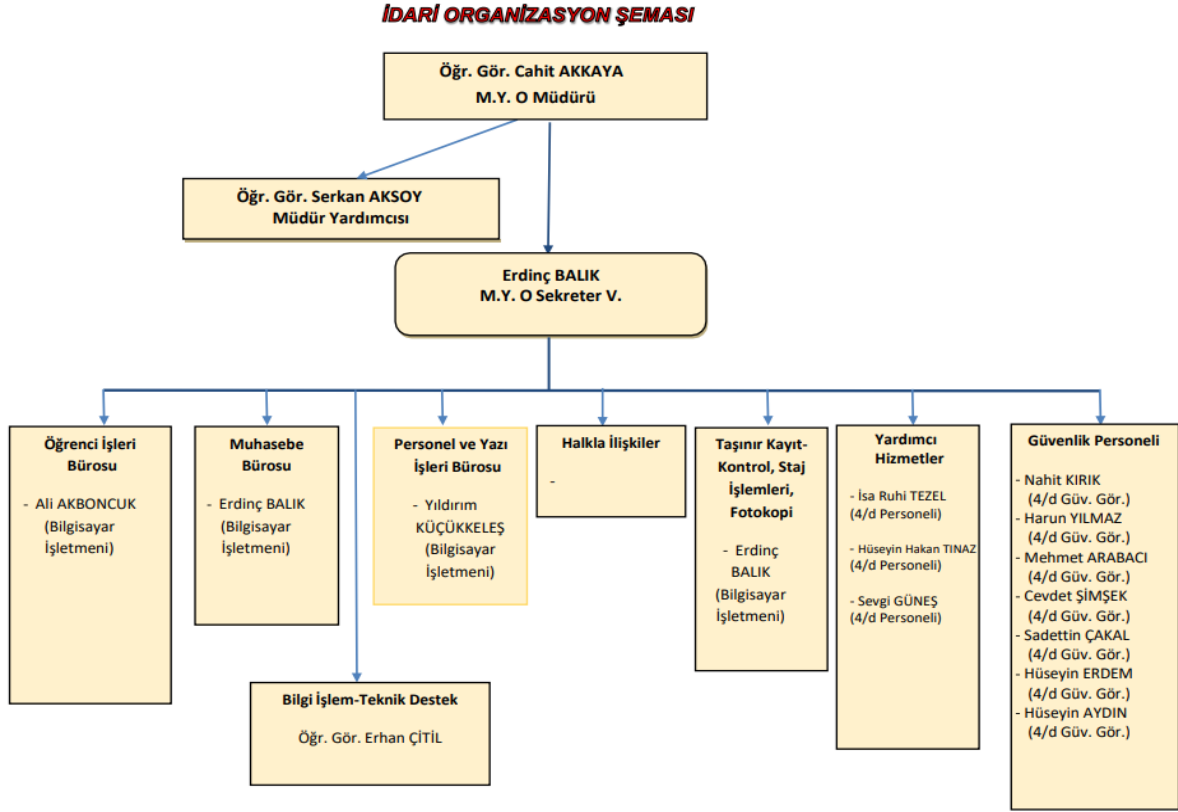 İDARİ ORGANİZASYON ŞEMASI
Öğr. Gör. Cahit AKKAYA
M.Y. O Müdürü
Öğr. Gör. Serkan AKSOY
Müdür Yardımcısı
Erdinç BALIK
M.Y. O Sekreter V.
Öğrenci İşleri
Bürosu
- Ali AKBONCUK
(Bilgisayar
İşletmeni)
Muhasebe
Bürosu
- Erdinç BALIK
(Bilgisayar
İşletmeni)
Personel ve Yazı
İşleri Bürosu
- Yıldırım
KÜÇÜKKELEŞ
(Bilgisayar
İşletmeni)
Halkla İlişkiler
-
Taşınır Kayıt-
Kontrol, Staj
İşlemleri,
Fotokopi
- Erdinç
BALIK
(Bilgisayar
İşletmeni)
Yardımcı
Hizmetler
- İsa Ruhi TEZEL
(4/d Personeli)
- Hüseyin Hakan TINAZ
(4/d Personeli)
- Sevgi GÜNEŞ
(4/d Personeli)
Güvenlik Personeli
- Nahit KIRIK
(4/d Güv. Gör.)
- Harun YILMAZ
(4/d Güv. Gör.)
- Mehmet ARABACI
(4/d Güv. Gör.)
- Cevdet ŞİMŞEK
(4/d Güv. Gör.)
- Sadettin ÇAKAL
(4/d Güv. Gör.)
- Hüseyin ERDEM
(4/d Güv. Gör.)
- Hüseyin AYDIN
(4/d Güv. Gör.)
Bilgi İşlem-Teknik Destek
Öğr. Gör. Erhan ÇİTİL